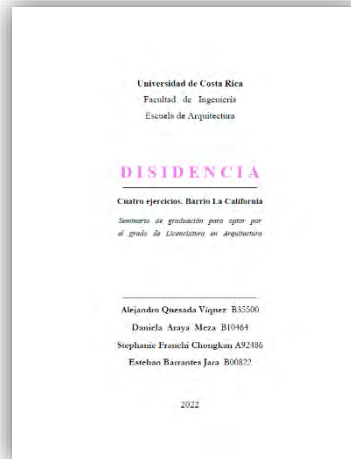 Universidad de Costa Rica
Facultad de Ingeniería
Escuela de Arquitectura
DISIDENCIA
Cuatro ejercicios. Barrio La California
Seminario de graduación para optar por
el grado de Licenciatura en Arquitectura
Alejandro Quesada Víquez B35500
Daniela Araya Meza B10464
Stephanie Franchi Chongkan A92486
Esteban Barrantes Jara B00822
2022